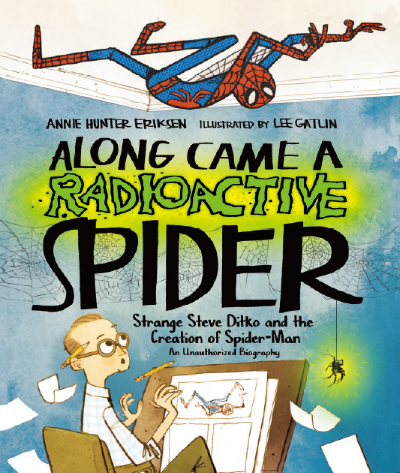 ANNIE HUNTER ERIKSEN ILLUSTRATED BY LEE GATLIN
ALONG CAME A
RADIOACTIVE
SPIDER
Strange Steve Ditko and the
Creation of Spider-Man
An Unauthorized Biography